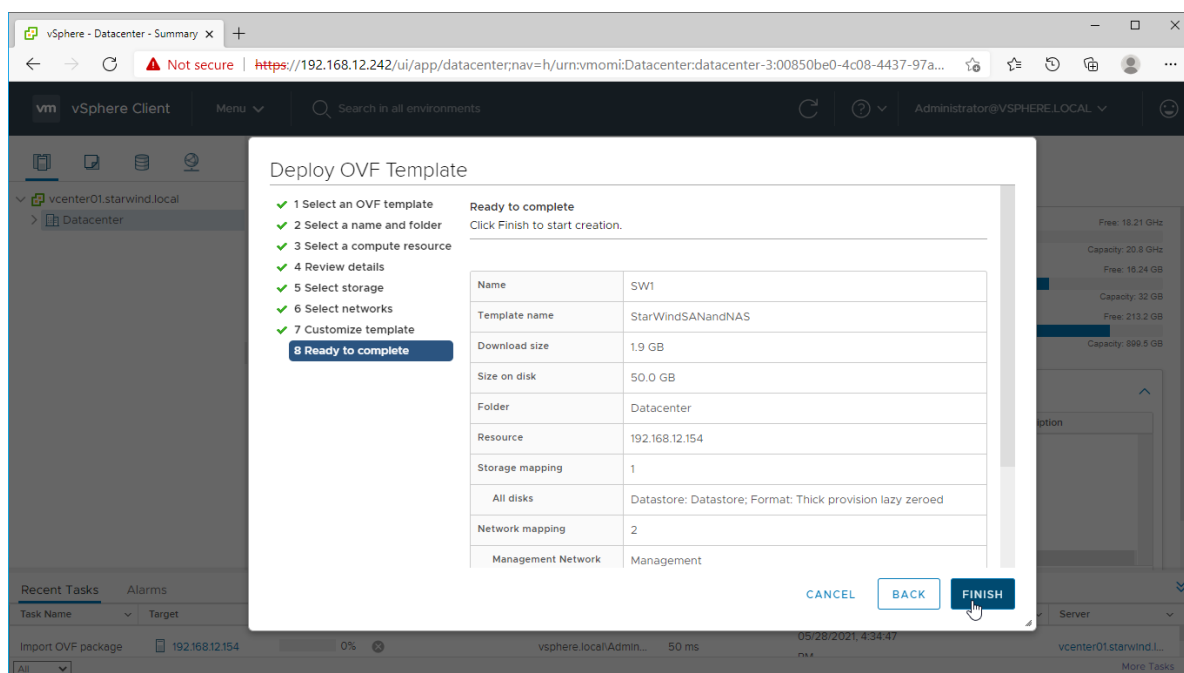 vSphere - Datacenter - Summary
Not secure https://192.168.12.242/ui/app/datacenter;nav=h/urn:vmomi:Datacenter:datacenter-3:00850be0-4c08-4437-97a...
vm vSphere Client Menu Search in all environments Administrator@VSPHERE.LOCAL
vcenter01.starwind.local
Datacenter
Deploy OVF Template
1 Select an OVF template
2 Select a name and folder
3 Select a compute resource
4 Review details
5 Select storage
6 Select networks
7 Customize template
8 Ready to complete
Ready to complete
Click Finish to start creation.
Name SW1
Template name StarWindSANandNAS
Download size 1.9 GB
Size on disk 50.0 GB
Folder Datacenter
Resource 192.168.12.154
Storage mapping 1
All disks Datastore: Datastore; Format: Thick provision lazy zeroed
Network mapping 2
Management Network Management
CANCEL BACK FINISH
Free: 18.21 GHz
Capacity: 20.8 GHz
Free: 16.24 GB
Capacity: 32 GB
Free: 213.2 GB
Capacity: 899.5 GB
iption
Recent Tasks Alarms
Task Name Target Server
Import OVF package 192.168.12.154 0% vsphere.local\Admin... 50 ms 05/28/2021, 4:34:47 vcenter01.starwind.l...
All More Tasks